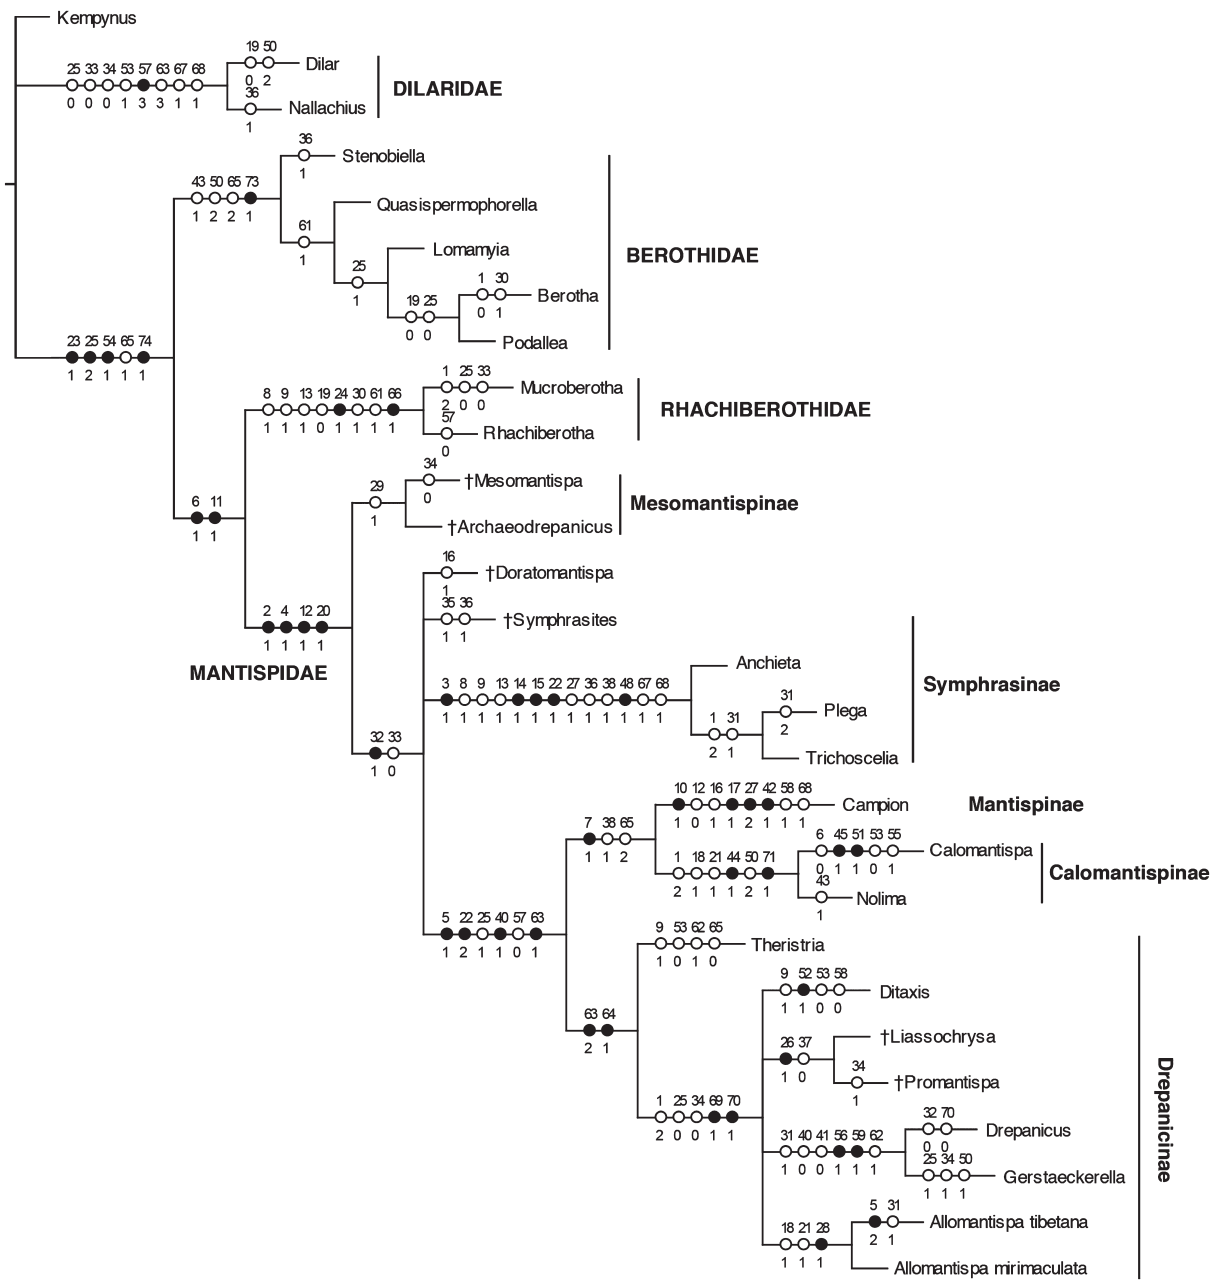 Kempynus
19 50
Dilar
0 2
25 33 34 53 57 63 67 68
0 0 0 1 3 3 1 1
DILARIDAE
36
Nallachius
1
36
Stenobiella
1
43 50 65 73
1 2 2 1
Quasispermophorella
61
1
BEROTHIDAE
Lomamyia
25
1
1 30
Berotha
0 1
19 25
0 0
Podallea
23 25 54 65 74
1 2 1 1 1
1 25 33
Mucroberotha
2 0 0
8 9 13 19 24 30 61 66
1 1 1 0 1 1 1 1
RHACHIBEROTHIDAE
57
Rhachiberotha
0
34
†Mesomantispa
0
29
1
Mesomantispinae
6 11
1 1
†Archaeodrepanicus
16
†Doratomantispa
1
35 36
†Symphrasites
1 1
2 4 12 20
1 1 1 1
MANTISPIDAE
Anchieta
3 8 9 13 14 15 22 27 36 38 48 67 68
1 1 1 1 1 1 1 1 1 1 1 1 1
Symphrasinae
31
Plega
2
1 31
2 1
Trichoscelia
32 33
1 0
10 12 16 17 27 42 58 68
Campion
Mantispinae
1 0 1 1 2 1 1 1
7 38 65
1 1 2
6 45 51 53 55
Calomantispa
0 1 1 0 1
1 18 21 44 50 71
2 1 1 1 2 1
Calomantispinae
43
Nolima
1
5 22 25 40 57 63
1 2 1 1 0 1
9 53 62 65
Theristria
1 0 1 0
9 52 53 58
Ditaxis
1 1 0 0
63 64
2 1
†Liassochrysa
26 37
1 0
34
†Promantispa
1
1 25 34 69 70
2 0 0 1 1
Drepanicinae
32 70
Drepanicus
0 0
31 40 41 56 59 62
1 0 0 1 1 1
25 34 50
Gerstaeckerella
1 1 1
5 31
Allomantispa tibetana
2 1
18 21 28
1 1 1
Allomantispa mirimaculata